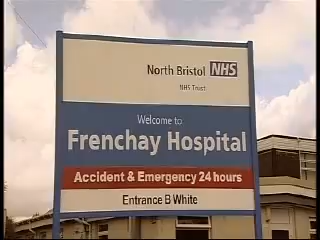 North Bristol NHS
NHS Trust
Welcome to
Frenchay Hospital
Accident & Emergency 24 hours
Entrance B White